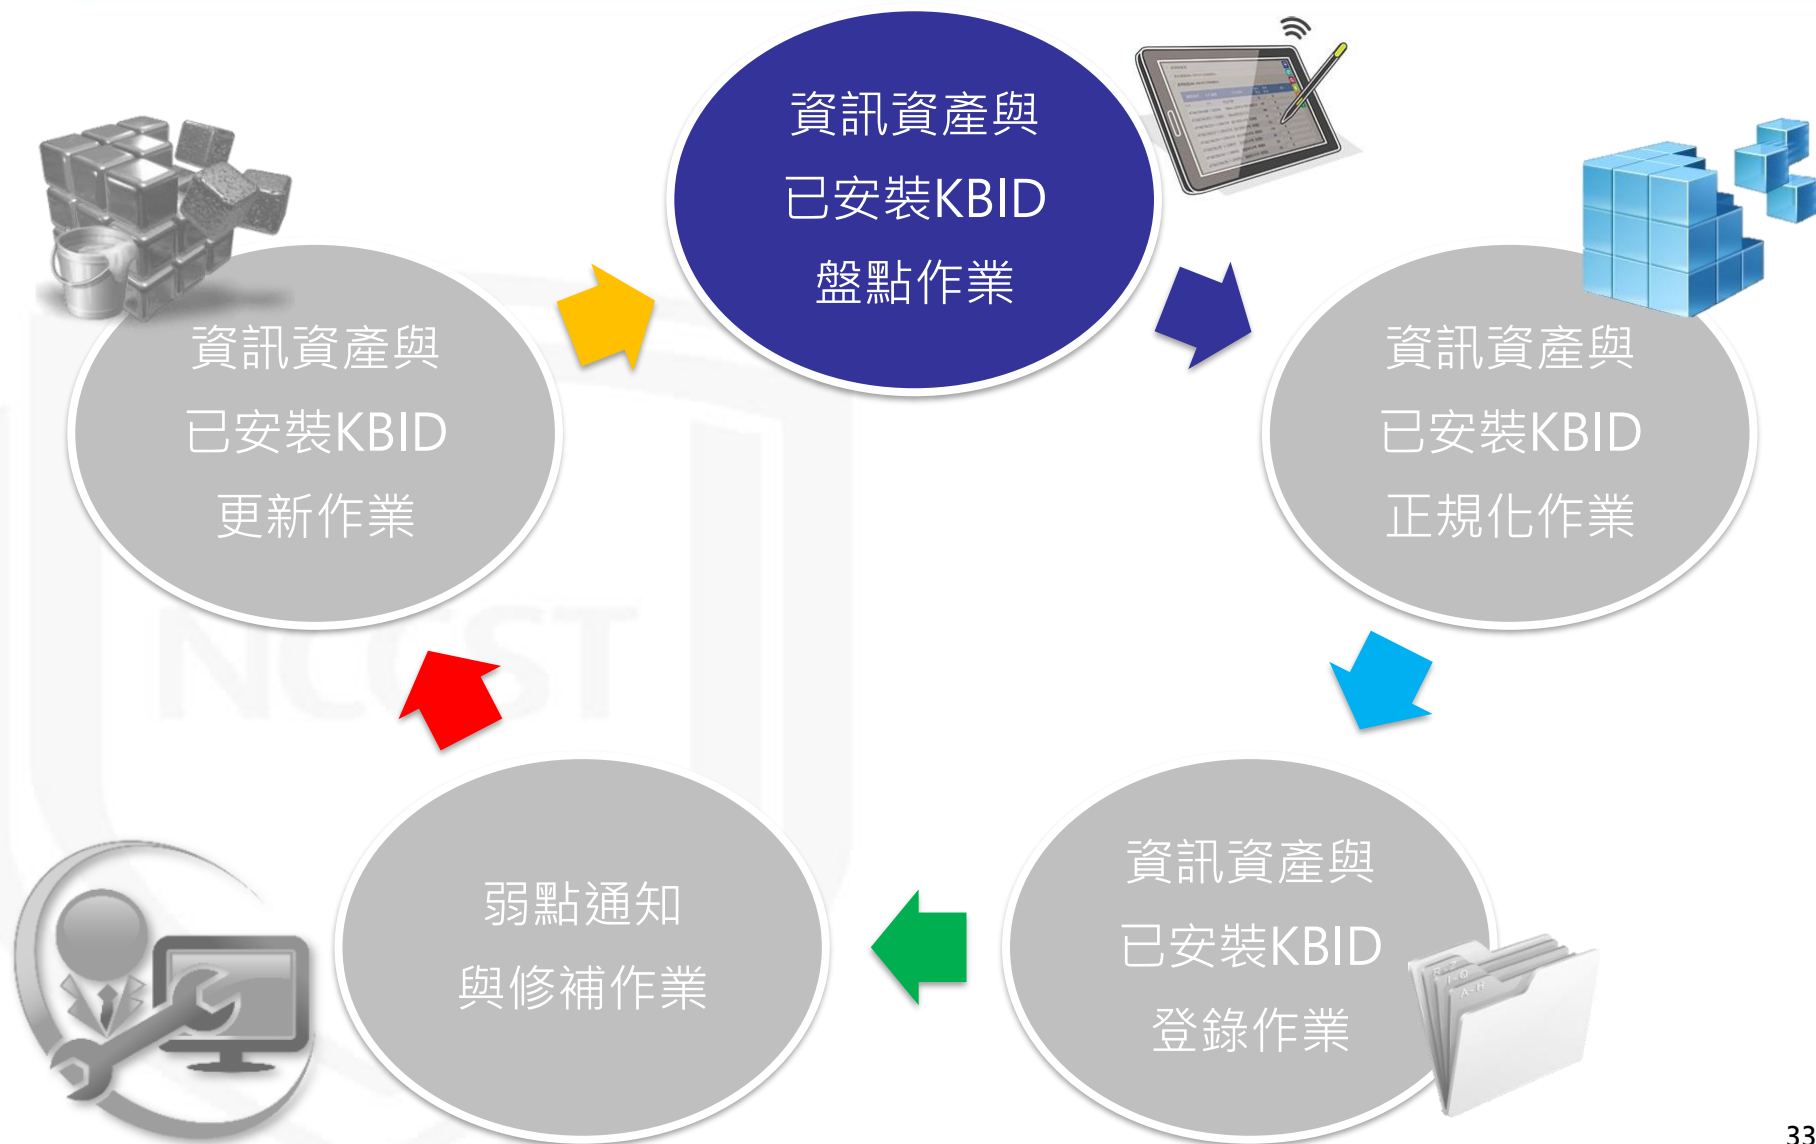 資訊資產與
已安裝KBID
盤點作業
資訊資產與
已安裝KBID
正規化作業
資訊資產與
已安裝KBID
登錄作業
R-Z
I-Q
A-H
弱點通知
與修補作業
資訊資產與
已安裝KBID
更新作業
NCCST
33